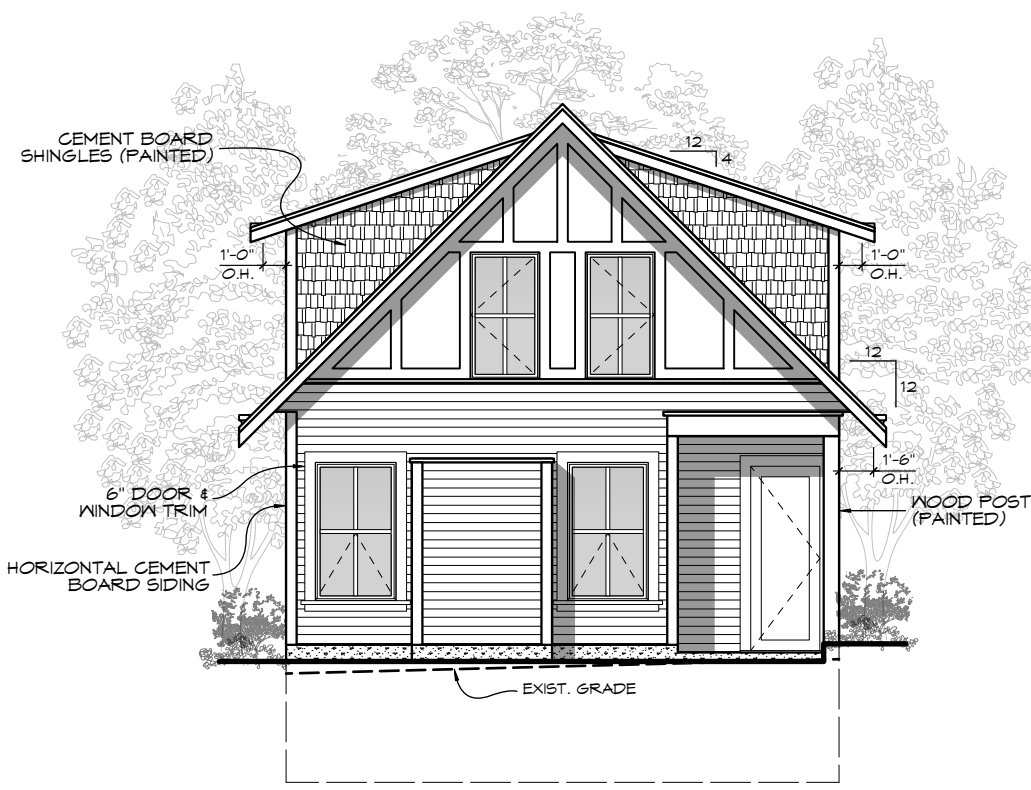 CEMENT BOARD
SHINGLES (PAINTED)
12
4
1'-0"
O.H.
1'-0"
O.H.
12
12
6" DOOR &
WINDOW TRIM
1'-6"
O.H.
WOOD POST
(PAINTED)
HORIZONTAL CEMENT
BOARD SIDING
EXIST. GRADE